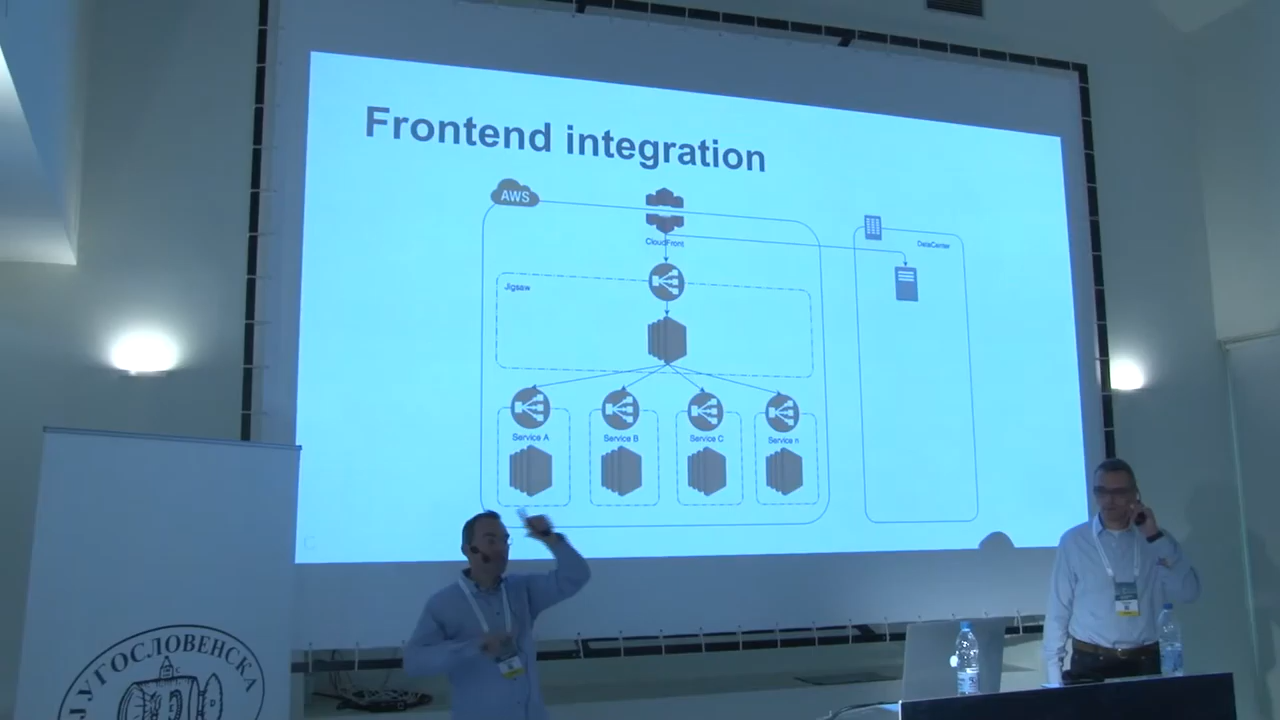 Frontend integration
AWS
CloudFront
DataCenter
Jigsaw
Service A
Service B
Service C
Service n
ЈУГОСЛОВЕНСКА